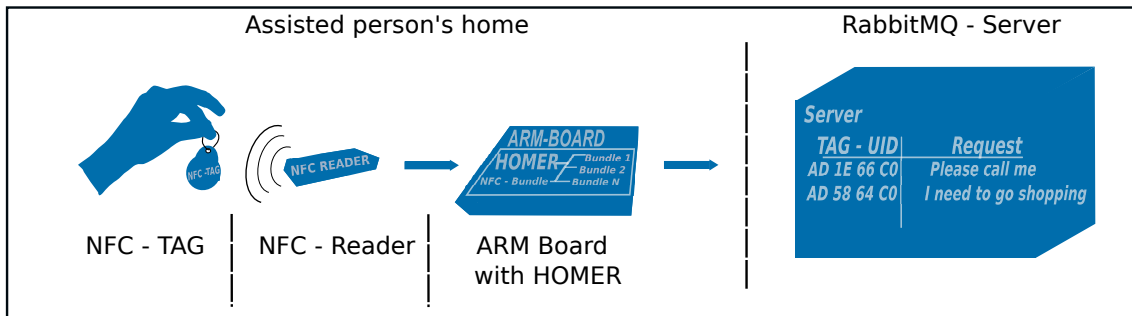 Assisted person's home
RabbitMQ - Server
NFC -TAG
NFC READER
ARM-BOARD
HOMER
Bundle 1
Bundle 2
NFC - Bundle
Bundle N
Server
TAG - UID Request
AD 1E 66 C0 Please call me
AD 58 64 C0 I need to go shopping
NFC - TAG
NFC - Reader
ARM Board
with HOMER